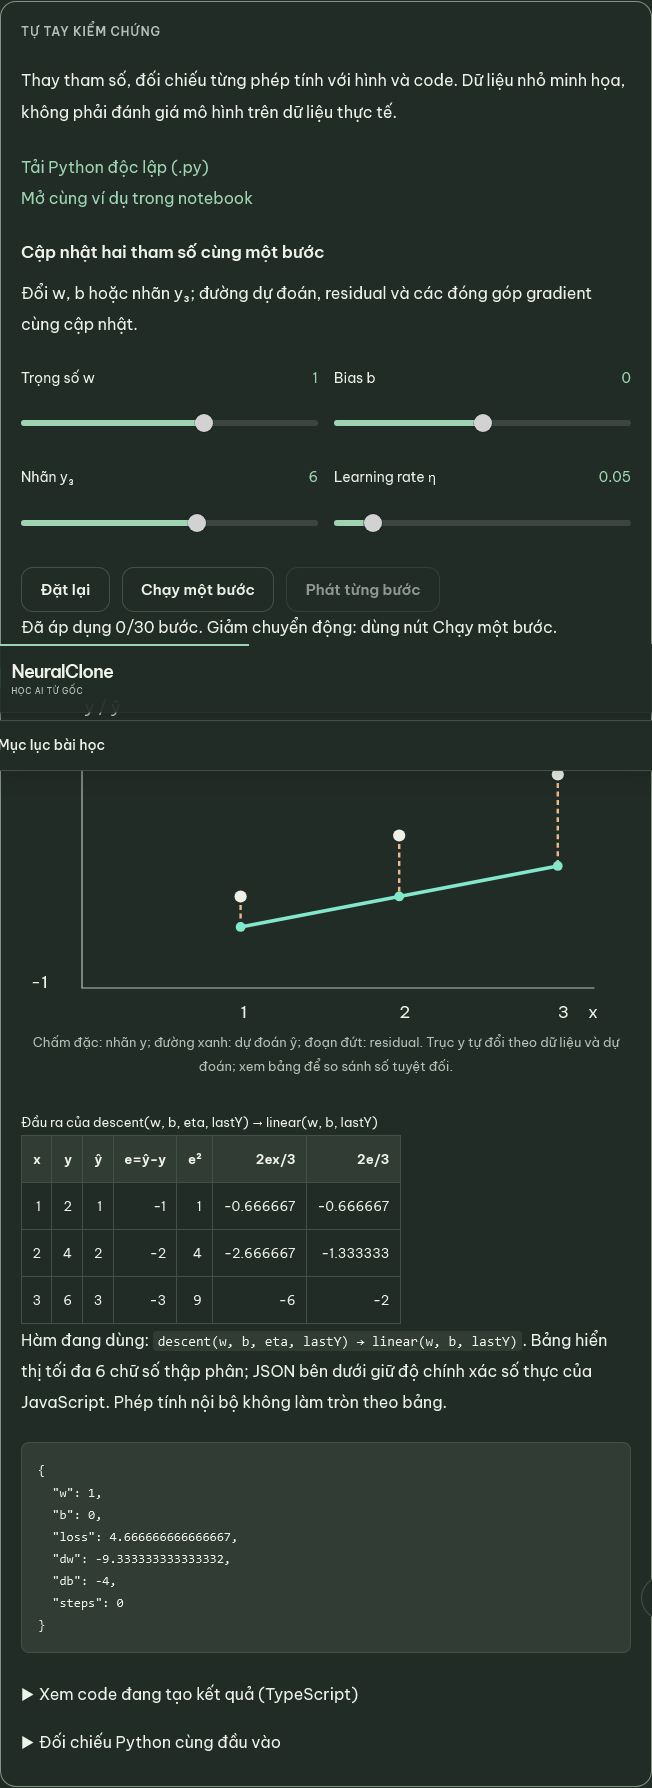 TỰ TAY KIỂM CHỨNG
Thay tham số, đối chiếu từng phép tính với hình và code. Dữ liệu nhỏ minh họa,
không phải đánh giá mô hình trên dữ liệu thực tế.
Tải Python độc lập (.py)
Mở cùng ví dụ trong notebook
Cập nhật hai tham số cùng một bước
Đổi w, b hoặc nhãn y₃; đường dự đoán, residual và các đóng góp gradient
cùng cập nhật.
Trọng số w 1 Bias b 0
Nhãn y₃ 6 Learning rate η 0.05
Đặt lại Chạy một bước Phát từng bước
Đã áp dụng 0/30 bước. Giảm chuyển động: dùng nút Chạy một bước.
NeuralClone
HỌC AI TỪ GỐC
y / ŷ
Mục lục bài học
-1
1 2 3 x
Chấm đặc: nhãn y; đường xanh: dự đoán ŷ; đoạn đứt: residual. Trục y tự đổi theo dữ liệu và dự
đoán; xem bảng để so sánh số tuyệt đối.
Đầu ra của descent(w, b, eta, lastY) → linear(w, b, lastY)
x y ŷ e=ŷ−y e² 2ex/3 2e/3
1 2 1 -1 1 -0.666667 -0.666667
2 4 2 -2 4 -2.666667 -1.333333
3 6 3 -3 9 -6 -2
Hàm đang dùng: descent(w, b, eta, lastY) → linear(w, b, lastY). Bảng hiển
thị tối đa 6 chữ số thập phân; JSON bên dưới giữ độ chính xác số thực của
JavaScript. Phép tính nội bộ không làm tròn theo bảng.
{
"w": 1,
"b": 0,
"loss": 4.666666666666667,
"dw": -9.333333333333332,
"db": -4,
"steps": 0
}
▶ Xem code đang tạo kết quả (TypeScript)
▶ Đối chiếu Python cùng đầu vào